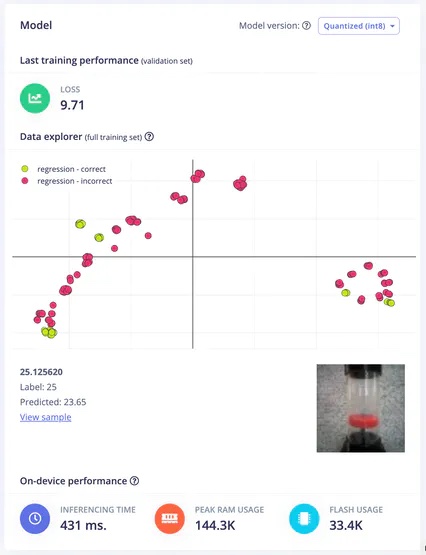 Model
Model version: Quantized (int8)
Last training performance (validation set)
LOSS
9.71
Data explorer (full training set)
regression - correct
regression - incorrect
25.125620
Label: 25
Predicted: 23.65
View sample
On-device performance
INFERENCING TIME
431 ms.
PEAK RAM USAGE
144.3K
FLASH USAGE
33.4K